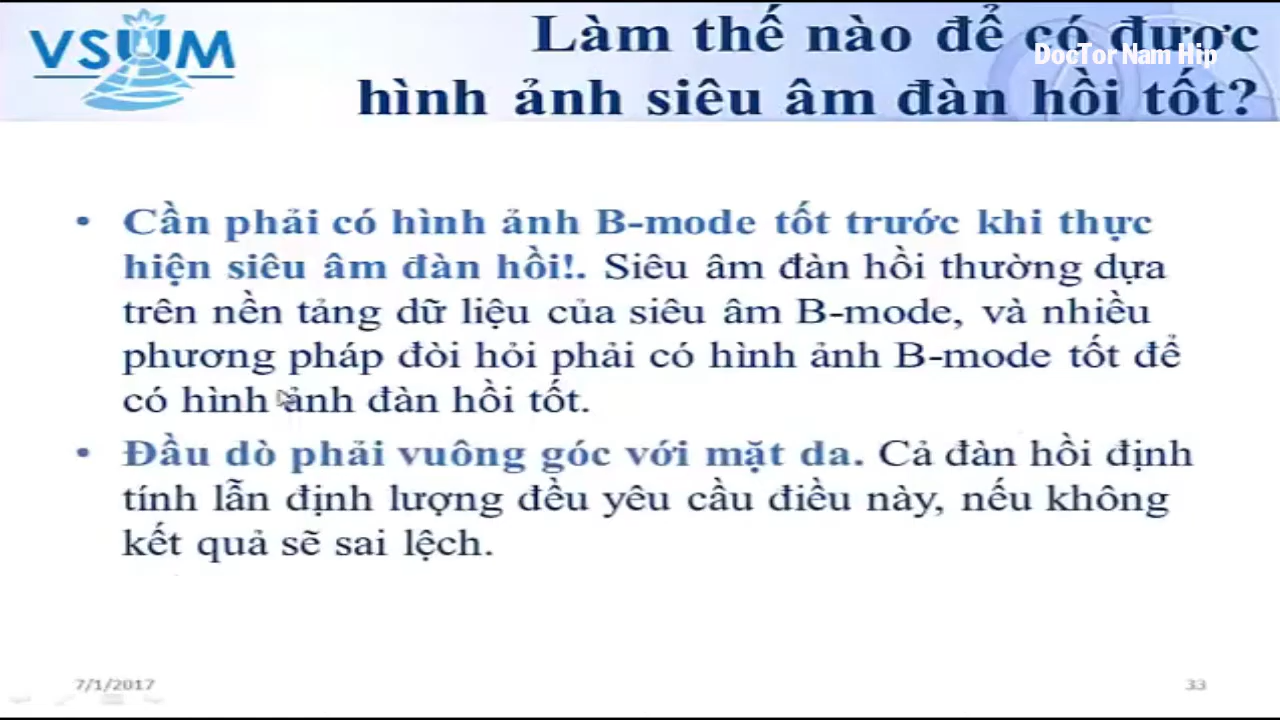 VSUM
Làm thế nào để có được
DocTor Nam Hip
hình ảnh siêu âm đàn hồi tốt?
• Cần phải có hình ảnh B-mode tốt trước khi thực
hiện siêu âm đàn hồi!. Siêu âm đàn hồi thường dựa
trên nền tảng dữ liệu của siêu âm B-mode, và nhiều
phương pháp đòi hỏi phải có hình ảnh B-mode tốt để
có hình ảnh đàn hồi tốt.
• Đầu dò phải vuông góc với mặt da. Cả đàn hồi định
tính lẫn định lượng đều yêu cầu điều này, nếu không
kết quả sẽ sai lệch.
7/1/2017
33